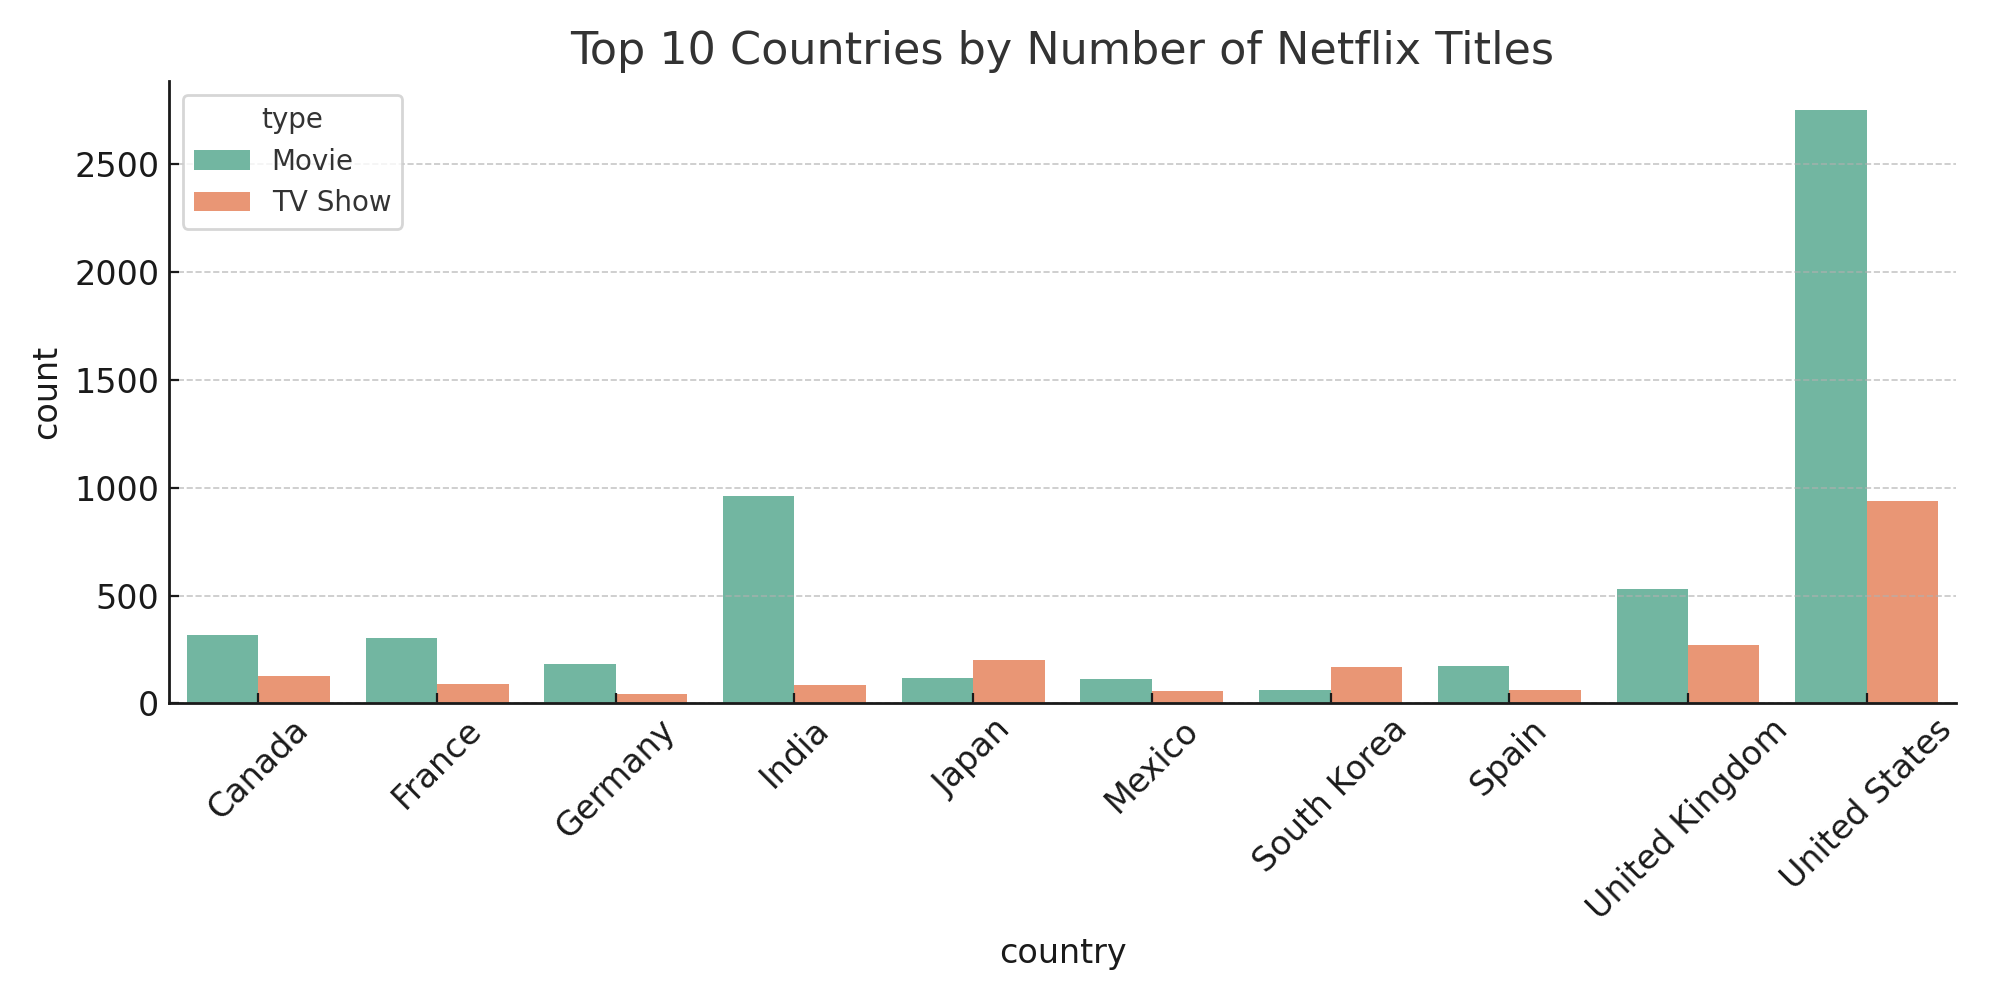 Top 10 Countries by Number of Netflix Titles
type
Movie
TV Show
2500
2000
1500
1000
500
0
count
Canada
France
Germany
India
Japan
Mexico
South Korea
Spain
United Kingdom
United States
country